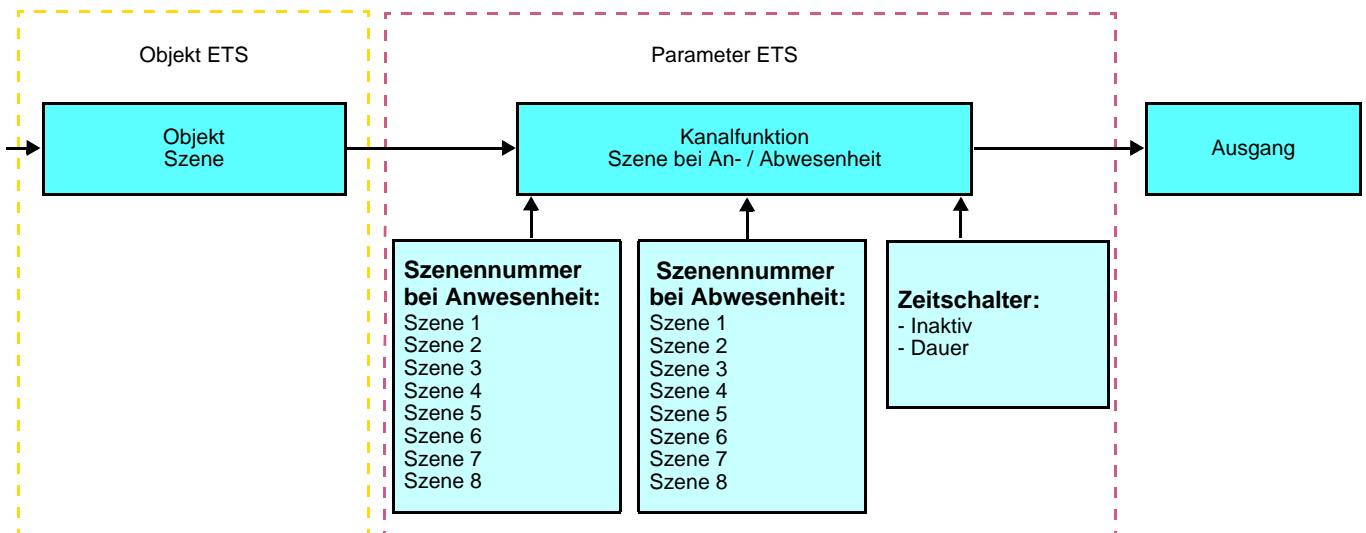 Objekt ETS
Parameter ETS
Objekt
Szene
Kanalfunktion
Szene bei An- / Abwesenheit
Ausgang
Szenennummer
bei Anwesenheit:
Szene 1
Szene 2
Szene 3
Szene 4
Szene 5
Szene 6
Szene 7
Szene 8
Szenennummer
bei Abwesenheit:
Szene 1
Szene 2
Szene 3
Szene 4
Szene 5
Szene 6
Szene 7
Szene 8
Zeitschalter:
- Inaktiv
- Dauer